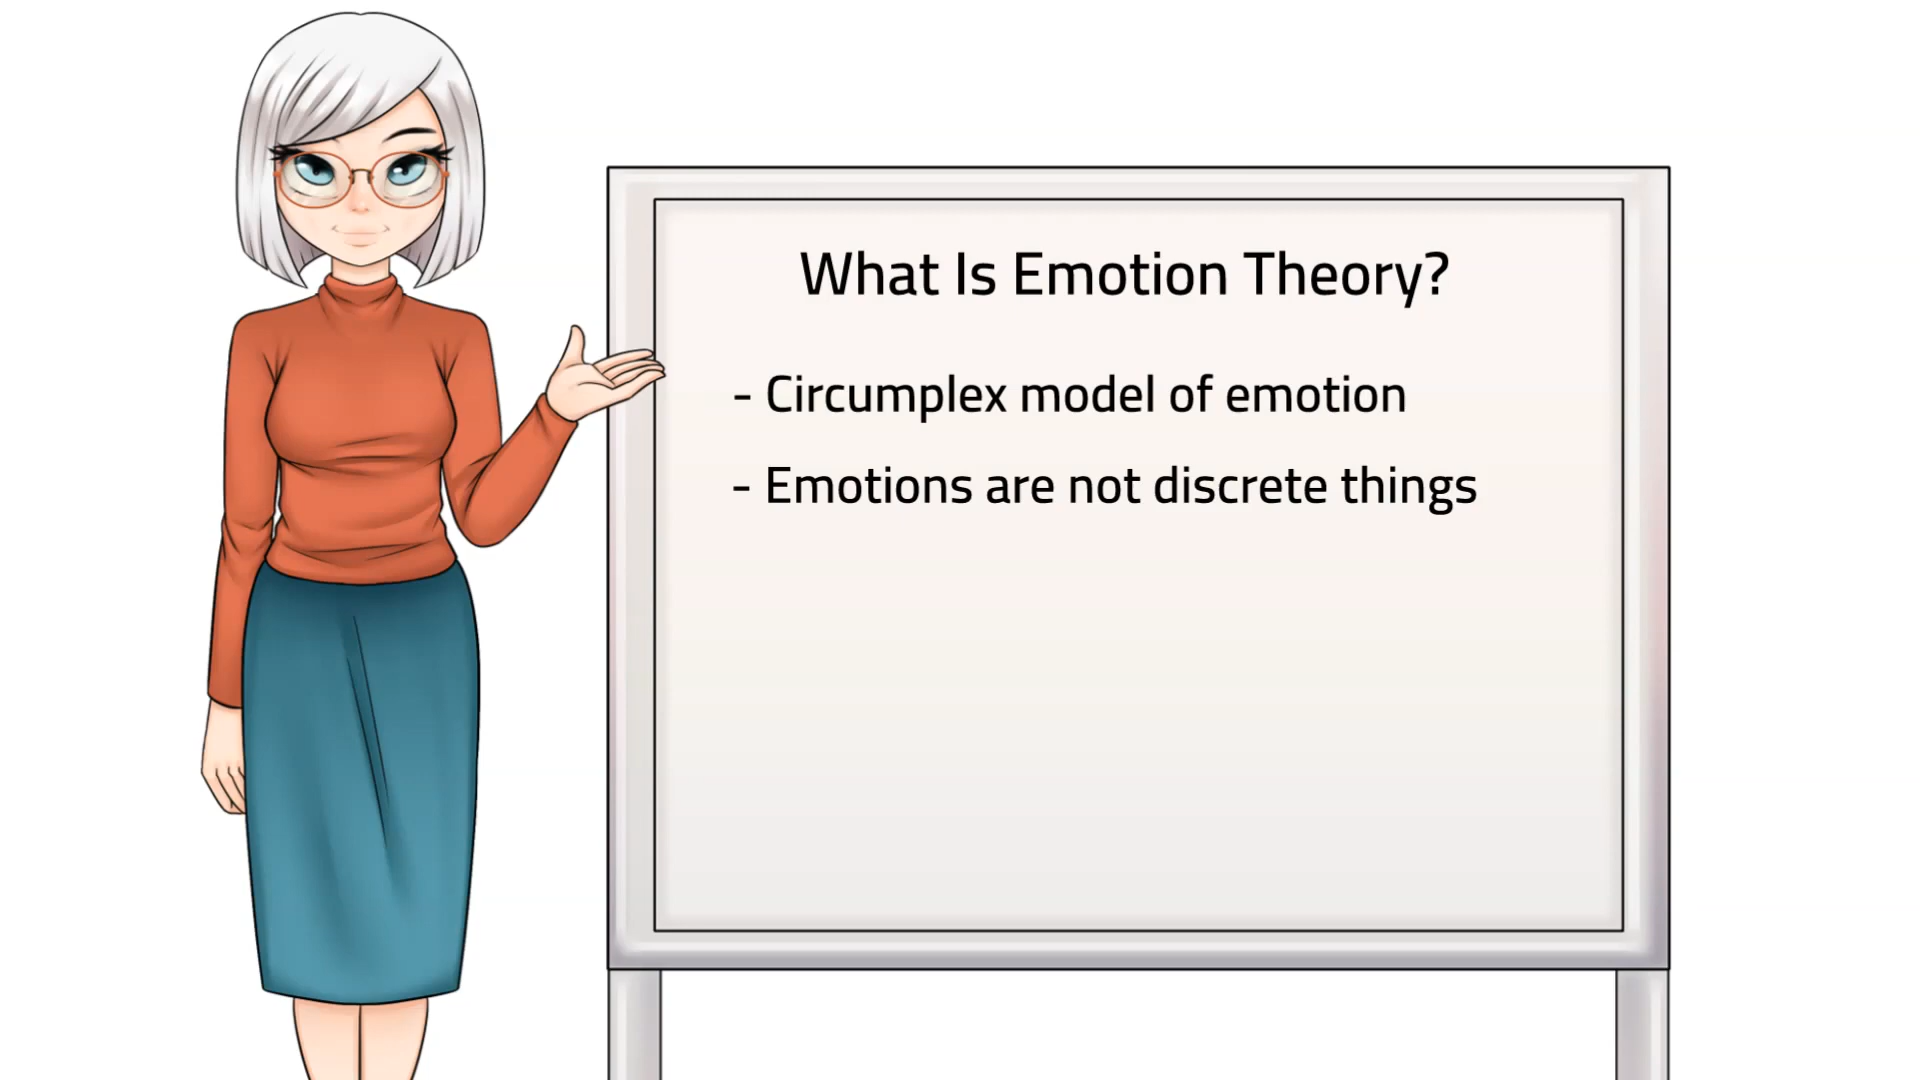 What Is Emotion Theory?
- Circumplex model of emotion
- Emotions are not discrete things